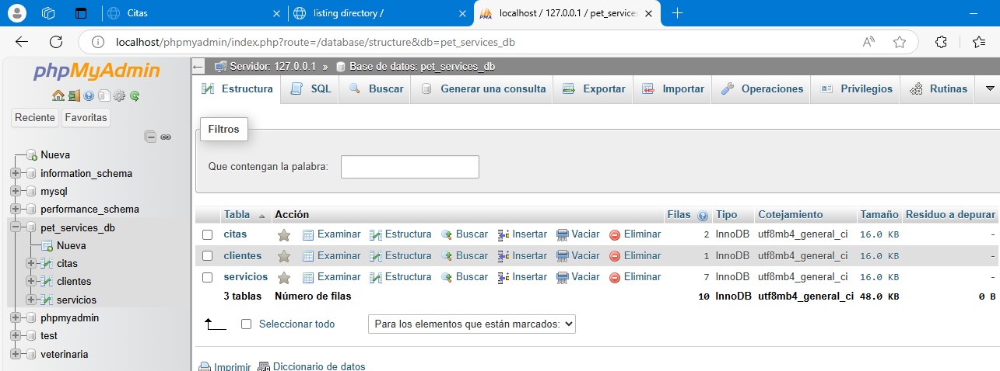 Citas
listing directory /
localhost / 127.0.0.1 / pet_services
localhost/phpmyadmin/index.php?route=/database/structure&db=pet_services_db
phpMyAdmin
Reciente Favoritas
Nueva
information_schema
mysql
performance_schema
pet_services_db
Nueva
citas
clientes
servicios
phpmyadmin
test
veterinaria
Servidor: 127.0.0.1 » Base de datos: pet_services_db
Estructura SQL Buscar Generar una consulta Exportar Importar Operaciones Privilegios Rutinas
Filtros
Que contengan la palabra:
Tabla Acción Filas Tipo Cotejamiento Tamaño Residuo a depurar
citas Examinar Estructura Buscar Insertar Vaciar Eliminar 2 InnoDB utf8mb4_general_ci 16.0 KB -
clientes Examinar Estructura Buscar Insertar Vaciar Eliminar 1 InnoDB utf8mb4_general_ci 16.0 KB -
servicios Examinar Estructura Buscar Insertar Vaciar Eliminar 7 InnoDB utf8mb4_general_ci 16.0 KB -
3 tablas Número de filas 10 InnoDB utf8mb4_general_ci 48.0 KB 0 B
Seleccionar todo Para los elementos que están marcados:
Imprimir Diccionario de datos